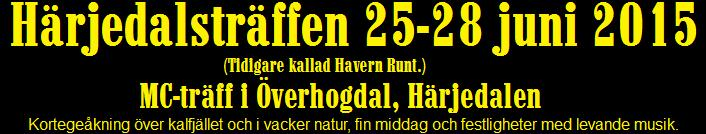 Härjedalsträffen 25-28 juni 2015
(Tidigare kallad Havern Runt.)
MC-träff i Överhogdal, Härjedalen
Kortegeåkning över kalfjället och i vacker natur, fin middag och festligheter med levande musik.